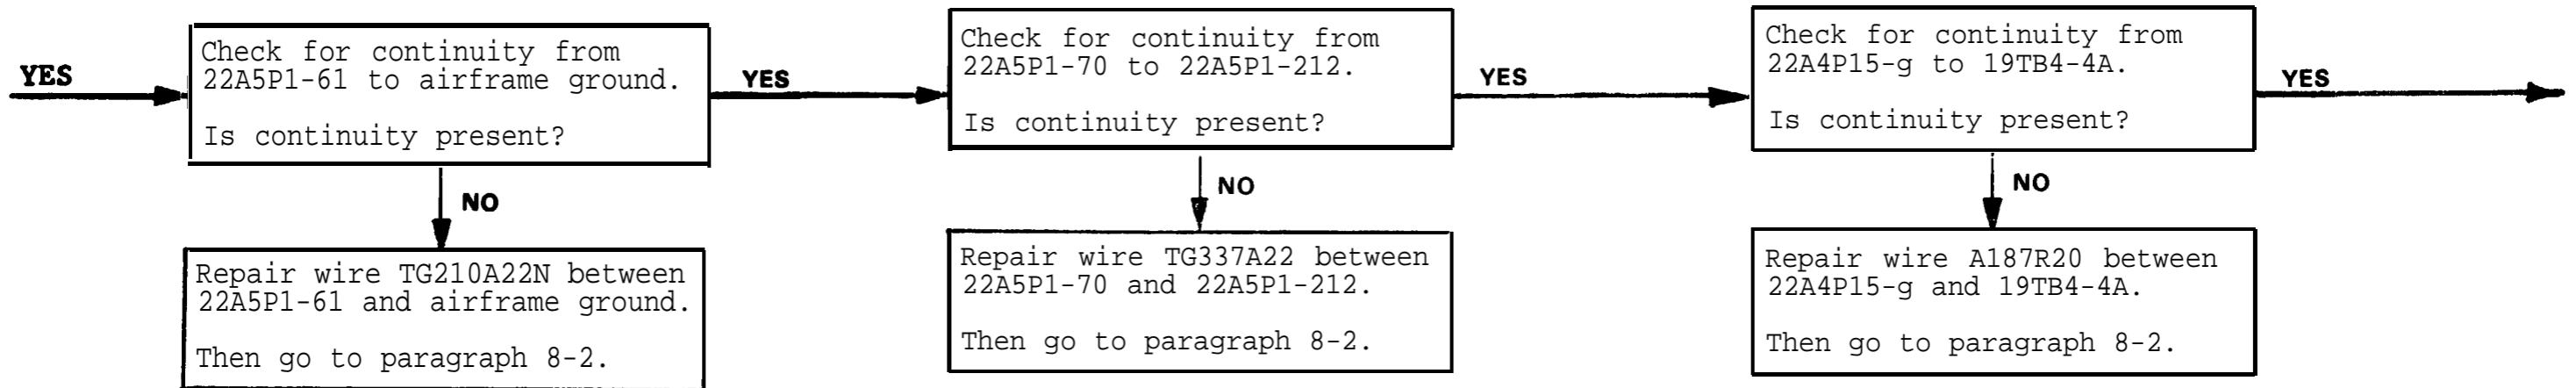 YES
Check for continuity from
22A5P1-61 to airframe ground.
Is continuity present?
YES
Check for continuity from
22A5P1-70 to 22A5P1-212.
Is continuity present?
YES
Check for continuity from
22A4P15-g to 19TB4-4A.
Is continuity present?
YES
NO
NO
NO
Repair wire TG210A22N between
22A5P1-61 and airframe ground.
Then go to paragraph 8-2.
Repair wire TG337A22 between
22A5P1-70 and 22A5P1-212.
Then go to paragraph 8-2.
Repair wire A187R20 between
22A4P15-g and 19TB4-4A.
Then go to paragraph 8-2.